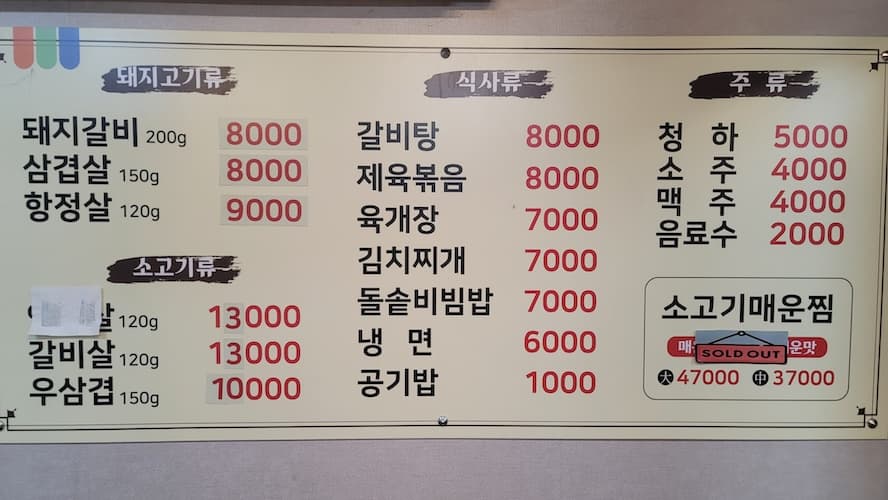 돼지고기류
돼지갈비 200g 8000
삼겹살 150g 8000
항정살 120g 9000
소고기류
살 120g 13000
갈비살 120g 13000
우삼겹 150g 10000
식사류
갈비탕 8000
제육볶음 8000
육개장 7000
김치찌개 7000
돌솥비빔밥 7000
냉 면 6000
공기밥 1000
주 류
청 하 5000
소 주 4000
맥 주 4000
음료수 2000
소고기매운찜
SOLD OUT
大 47000 中 37000